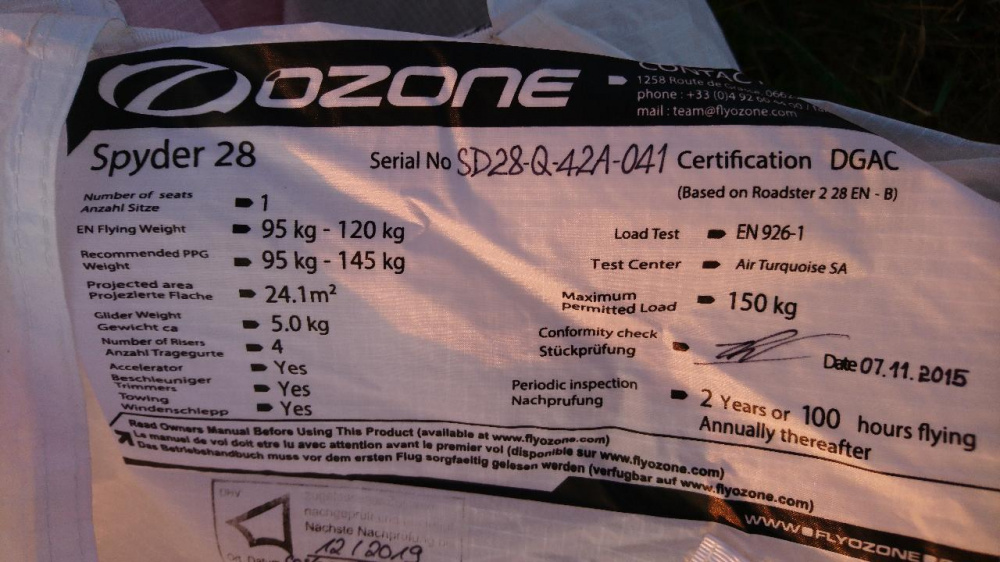 OZONE
CONTAC
1258 Route de
phone : +33 (0)4 92
mail : team@flyozone.com
Spyder 28
Serial No SD28-Q-42A-041
Certification DGAC
(Based on Roadster 2 28 EN - B)
Number of seats
Anzahl Sitze
1
EN Flying Weight
95 kg - 120 kg
Recommended PPG
Weight
95 kg - 145 kg
Projected area
Projezierte Flache
24.1m²
Glider Weight
Gewicht ca
5.0 kg
Number of Risers
Anzahl Tragegurte
4
Accelerator
Beschleuniger
Yes
Trimmers
Yes
Towing
Windenschlepp
Yes
Load Test
EN 926-1
Test Center
Air Turquoise SA
Maximum
permitted Load
150 kg
Conformity check
Stückprüfung
Date 07.11.2015
Periodic inspection
Nachprufung
2 Years or 100 hours flying
Annually thereafter
Read Owners Manual Before Using This Product (available at www.flyozone.com)
Le manuel de vol doit etre lu avec attention avant le premier vol (disponible sur www.flyozone.com)
Das Betriebshandbuch muss vor dem ersten Flug sorgfaeltig gelesen werden (verfugbar auf www.flyozone.com)
WWW.FLYOZONE
DHV
nachgeprüft
Nächste Nachprüfung
12/2019